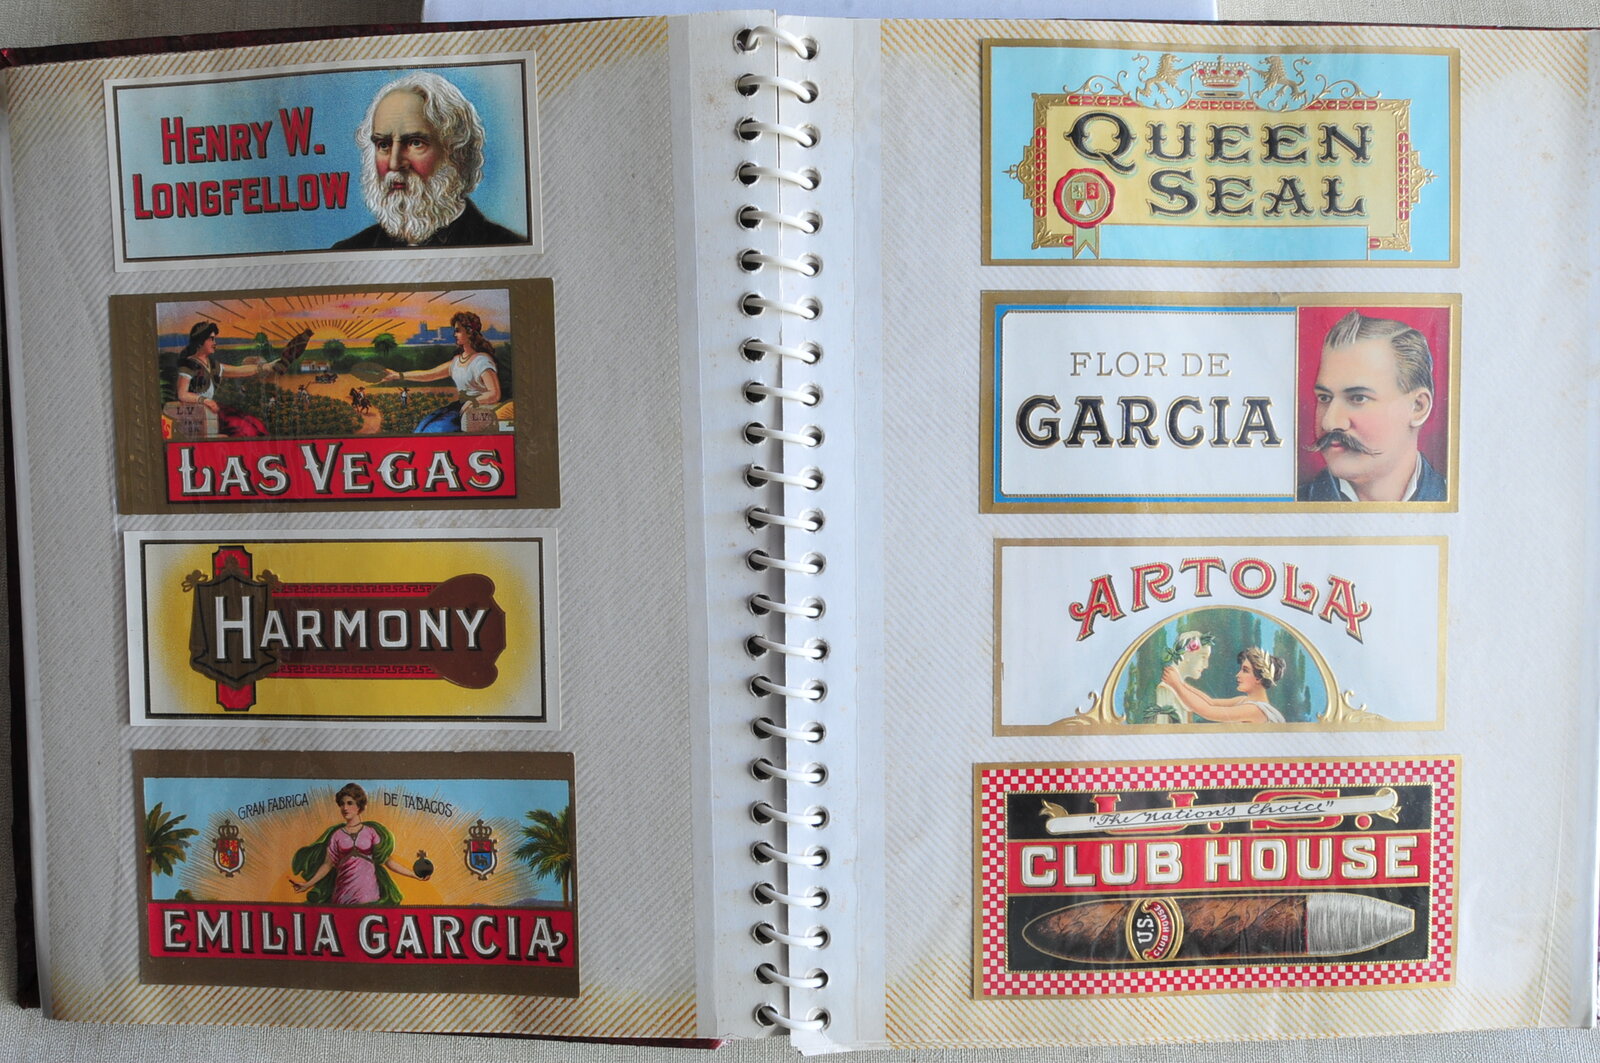 HENRY W.
LONGFELLOW
L.V.
L.V.
LAS VEGAS
HARMONY
GRAN FABRICA DE TABACOS
EMILIA GARCIA
QUEEN
SEAL
FLOR DE
GARCIA
ARTOLA
U.S.
"The Nation's Choice"
CLUB HOUSE
U.S.
CLUB HOUSE